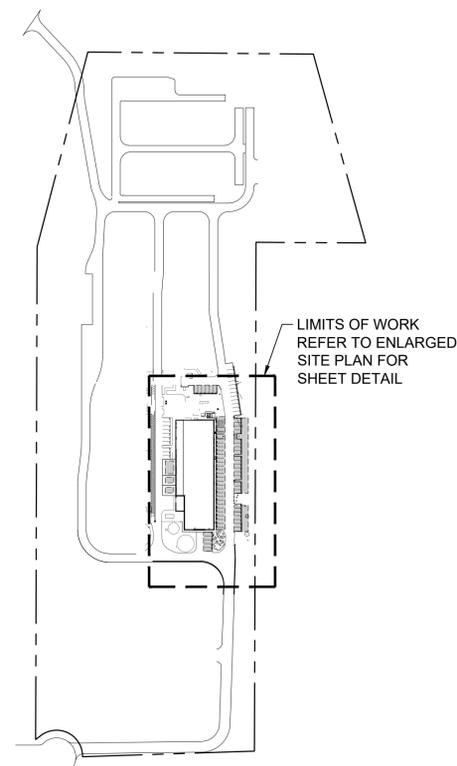 LIMITS OF WORK
REFER TO ENLARGED
SITE PLAN FOR
SHEET DETAIL